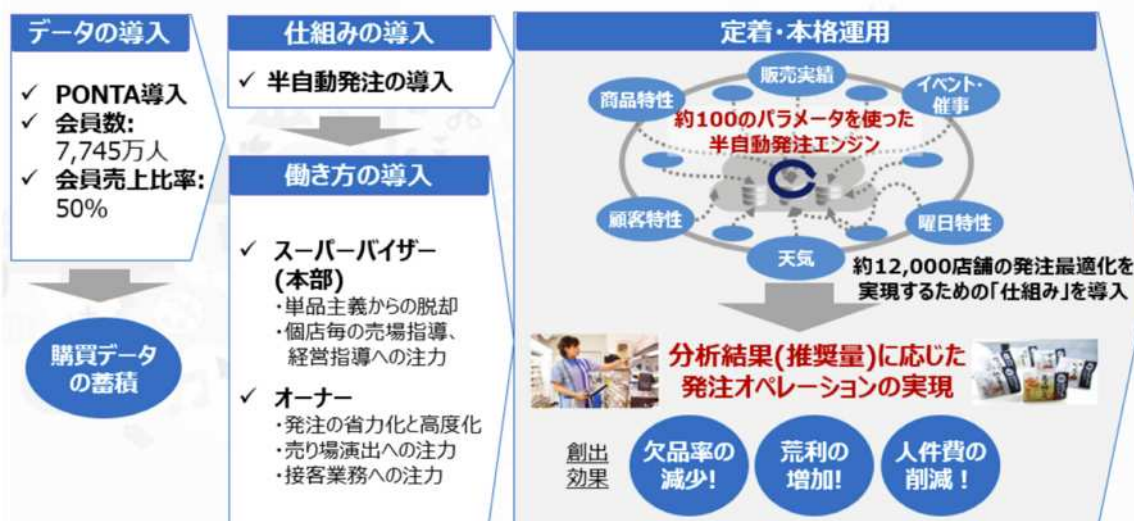 データの導入
✓ PONTA導入
✓ 会員数:
7,745万人
✓ 会員売上比率:
50%
購買データ
の蓄積
仕組みの導入
✓ 半自動発注の導入
働き方の導入
✓ スーパーバイザー
(本部)
・単品主義からの脱却
・個店毎の売場指導、
経営指導への注力
✓ オーナー
・発注の省力化と高度化
・売り場演出への注力
・接客業務への注力
定着・本格運用
販売実績
商品特性
イベント・
催事
約100のパラメータを使った
半自動発注エンジン
顧客特性
曜日特性
天気
約12,000店舗の発注最適化を
実現するための「仕組み」を導入
分析結果(推奨量)に応じた
発注オペレーションの実現
創出
効果
欠品率の
減少!
荒利の
増加!
人件費の
削減！